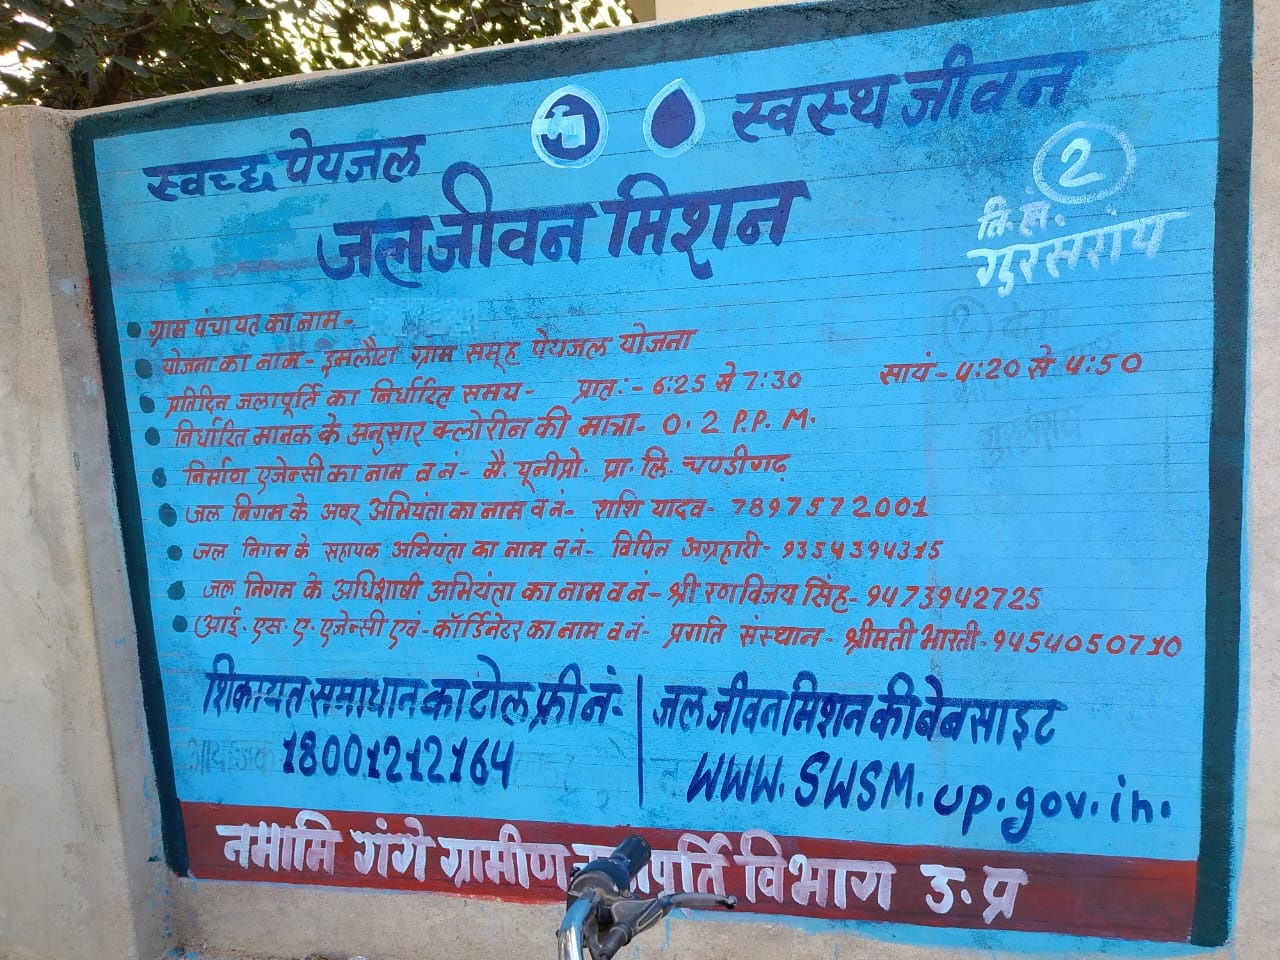 स्वच्छ पेयजल
स्वस्थ जीवन
जल जीवन मिशन
2
ति.ह्ना.
गुरसरांय
ग्राम पंचायत का नाम-
योजना का नाम- इमलौटा ग्राम समूह पेयजल योजना
प्रतिदिन जलापूर्ति का निर्धारित समय- प्रात:- 6:25 से 7:30 सायं- 4:20 से 4:50
निर्धारित मानक के अनुसार क्लोरीन की मात्रा- 0.2 P.P.M.
निर्माण एजेन्सी का नाम व नं- मै. यूनीप्रो. प्रा. लि. चण्डीगढ़
जल निगम के अवर अभियंता का नाम व नं- राशि यादव- 7897572001
जल निगम के सहायक अभियंता का नाम व नं- विपिन अग्रहारी- 9354394315
जल निगम के अधिशाषी अभियंता का नाम व नं- श्री रणविजय सिंह- 9473942725
(आई.एस.ए. एजेन्सी एवं-कॉर्डिनेटर का नाम व नं- प्रगति संस्थान- श्रीमती भारती-9454050710
शिकायत समाधान का टोल फ्री नं.
18001212164
जल जीवन मिशन की बेबसाइट
WWW.SWSM.up.gov.in.
नमामि गंगे ग्रामीण विभाग उ.प्र